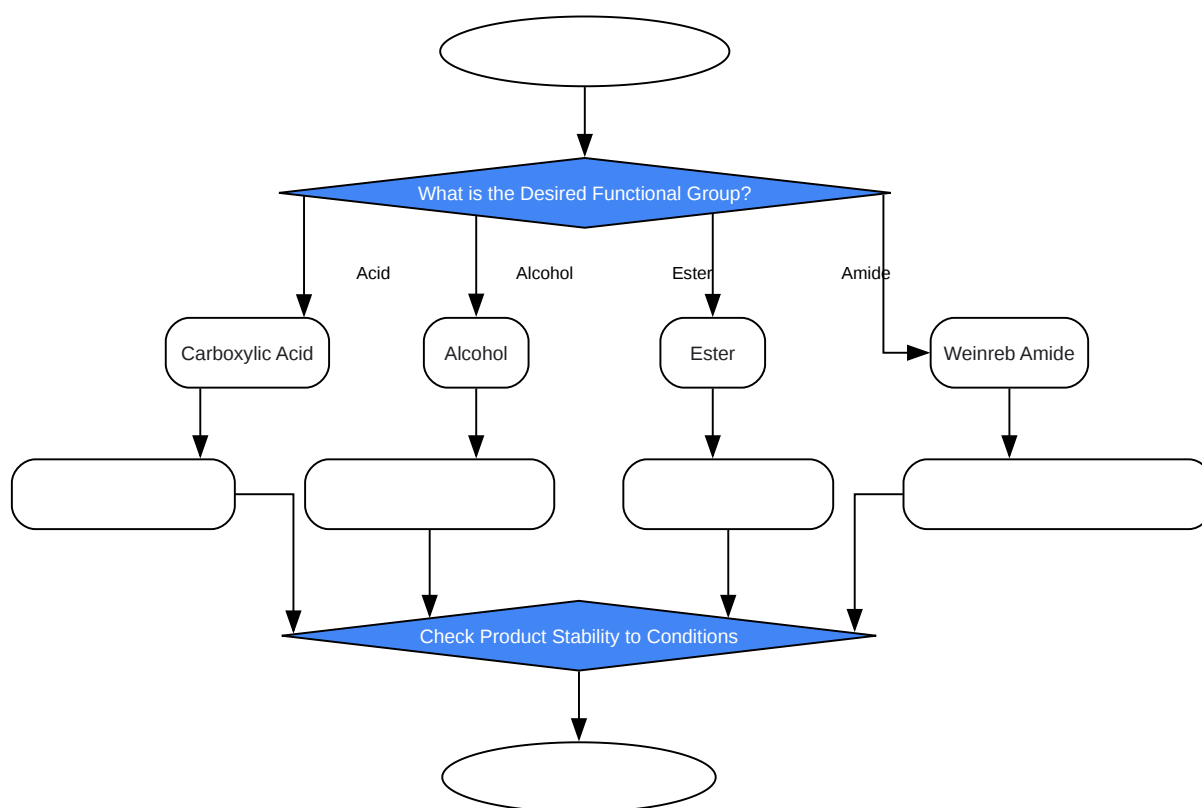 What is the Desired Functional Group?
Acid
Alcohol
Ester
Amide
Carboxylic Acid
Alcohol
Ester
Weinreb Amide
Check Product Stability to Conditions